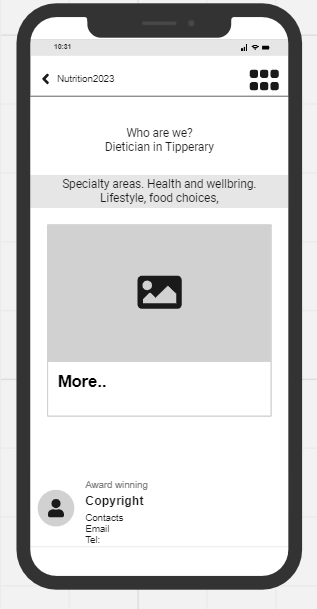 10:31
Nutrition2023
Who are we?
Dietician in Tipperary
Specialty areas. Health and wellbring.
Lifestyle, food choices,
More..
Award winning
Copyright
Contacts
Email
Tel: